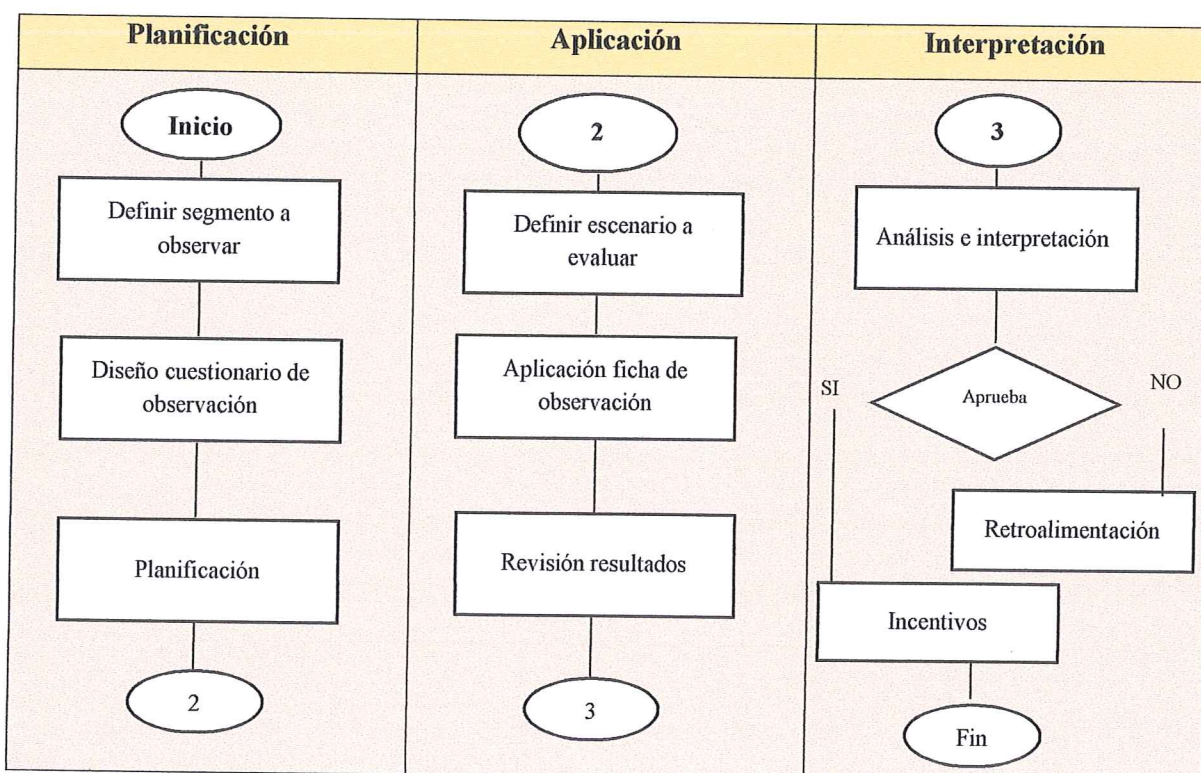 Planificación
Aplicación
Interpretación
Inicio
Definir segmento a
observar
Diseño cuestionario de
observación
Planificación
2
2
Definir escenario a
evaluar
Aplicación ficha de
observación
Revisión resultados
3
3
Análisis e interpretación
Aprueba
SI
NO
Retroalimentación
Incentivos
Fin